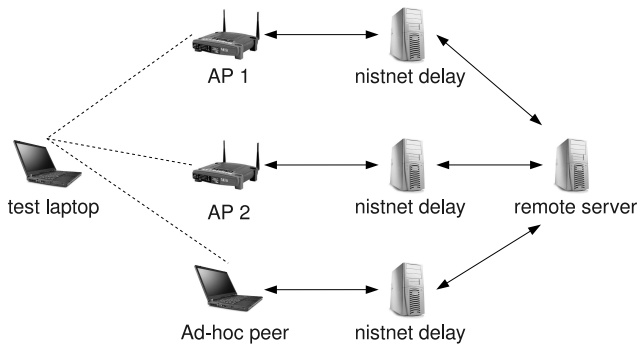 AP 1
nistnet delay
test laptop
AP 2
nistnet delay
remote server
Ad-hoc peer
nistnet delay